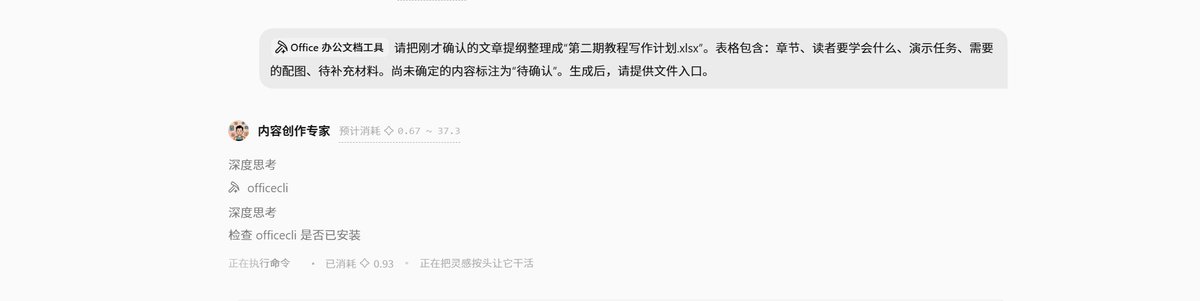 Office 办公文档工具 请把刚才确认的文章提纲整理成“第二期教程写作计划.xlsx”。表格包含：章节、读者要学会什么、演示任务、需要
的配图、待补充材料。尚未确定的内容标注为“待确认”。生成后，请提供文件入口。
内容创作专家 预计消耗 0.67 ~ 37.3
深度思考
officecli
深度思考
检查 officecli 是否已安装
正在执行命令 • 已消耗 0.93 • 正在把灵感按头让它干活